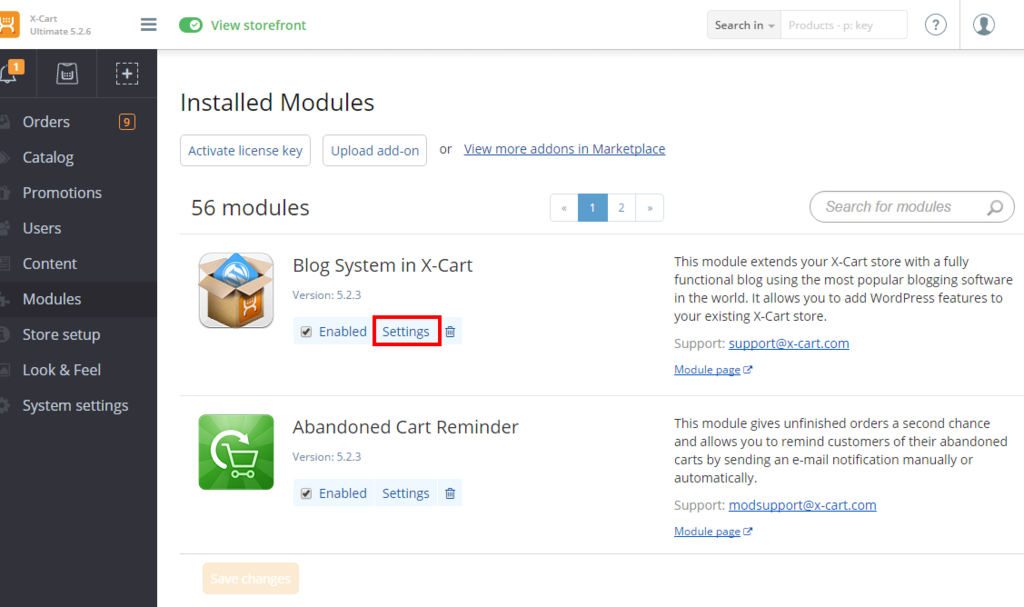 X-Cart
Ultimate 5.2.6
View storefront
Search in
Products - p: key
?
1
Orders 9
Catalog
Promotions
Users
Content
Modules
Store setup
Look & Feel
System settings
Installed Modules
Activate license key
Upload add-on
or View more addons in Marketplace
56 modules
« 1 2 »
Search for modules
Blog System in X-Cart
Version: 5.2.3
Enabled Settings
This module extends your X-Cart store with a fully
functional blog using the most popular blogging software
in the world. It allows you to add WordPress features to
your existing X-Cart store.
Support: support@x-cart.com
Module page
Abandoned Cart Reminder
Version: 5.2.3
Enabled Settings
This module gives unfinished orders a second chance
and allows you to remind customers of their abandoned
carts by sending an e-mail notification manually or
automatically.
Support: modsupport@x-cart.com
Module page
Save changes